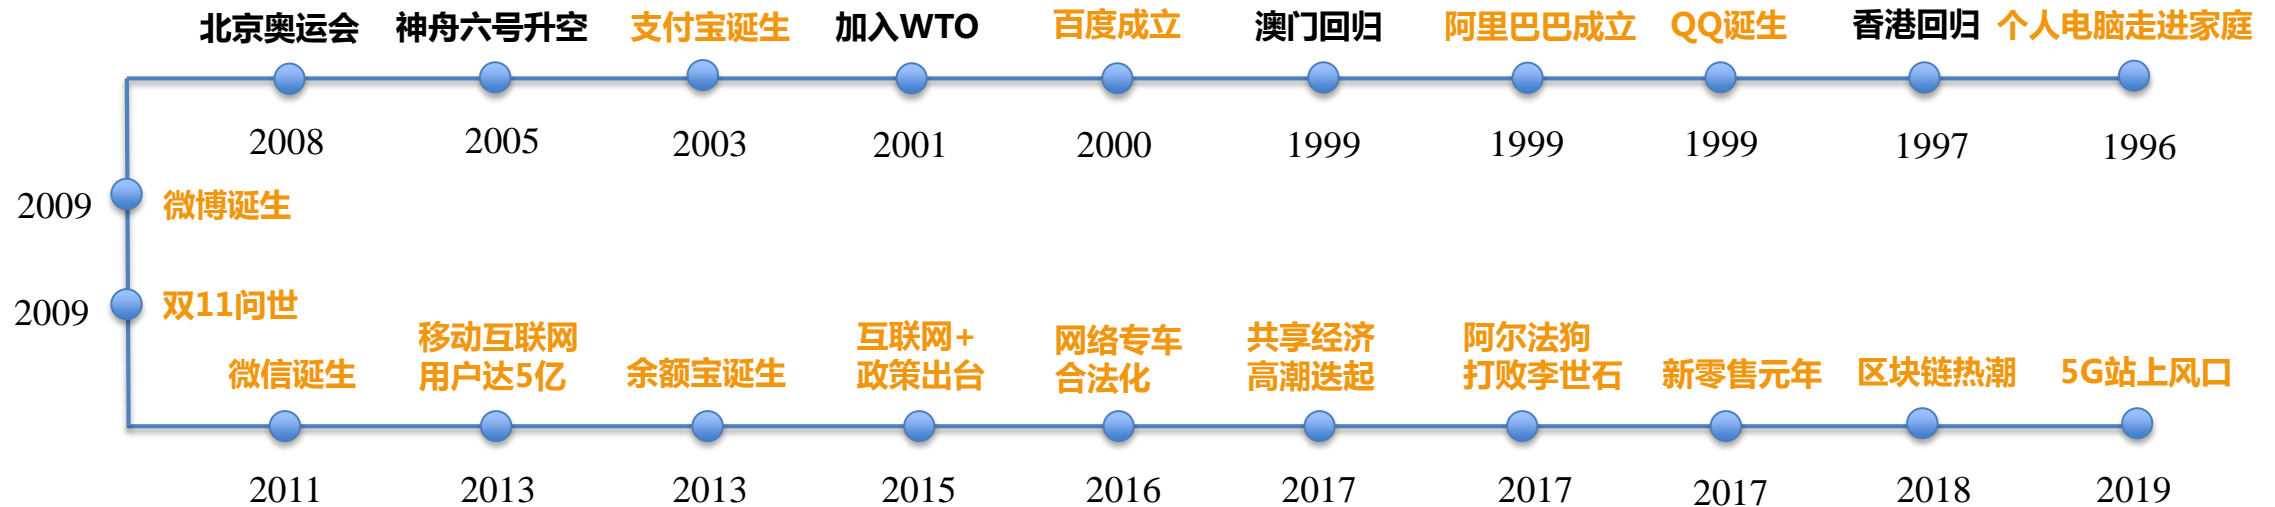 北京奥运会
神舟六号升空
支付宝诞生
加入WTO
百度成立
澳门回归
阿里巴巴成立
QQ诞生
香港回归
个人电脑走进家庭
2008
2005
2003
2001
2000
1999
1999
1999
1997
1996
2009
微博诞生
2009
双11问世
微信诞生
移动互联网
用户达5亿
余额宝诞生
互联网+
政策出台
网络专车
合法化
共享经济
高潮迭起
阿尔法狗
打败李世石
新零售元年
区块链热潮
5G站上风口
2011
2013
2013
2015
2016
2017
2017
2017
2018
2019